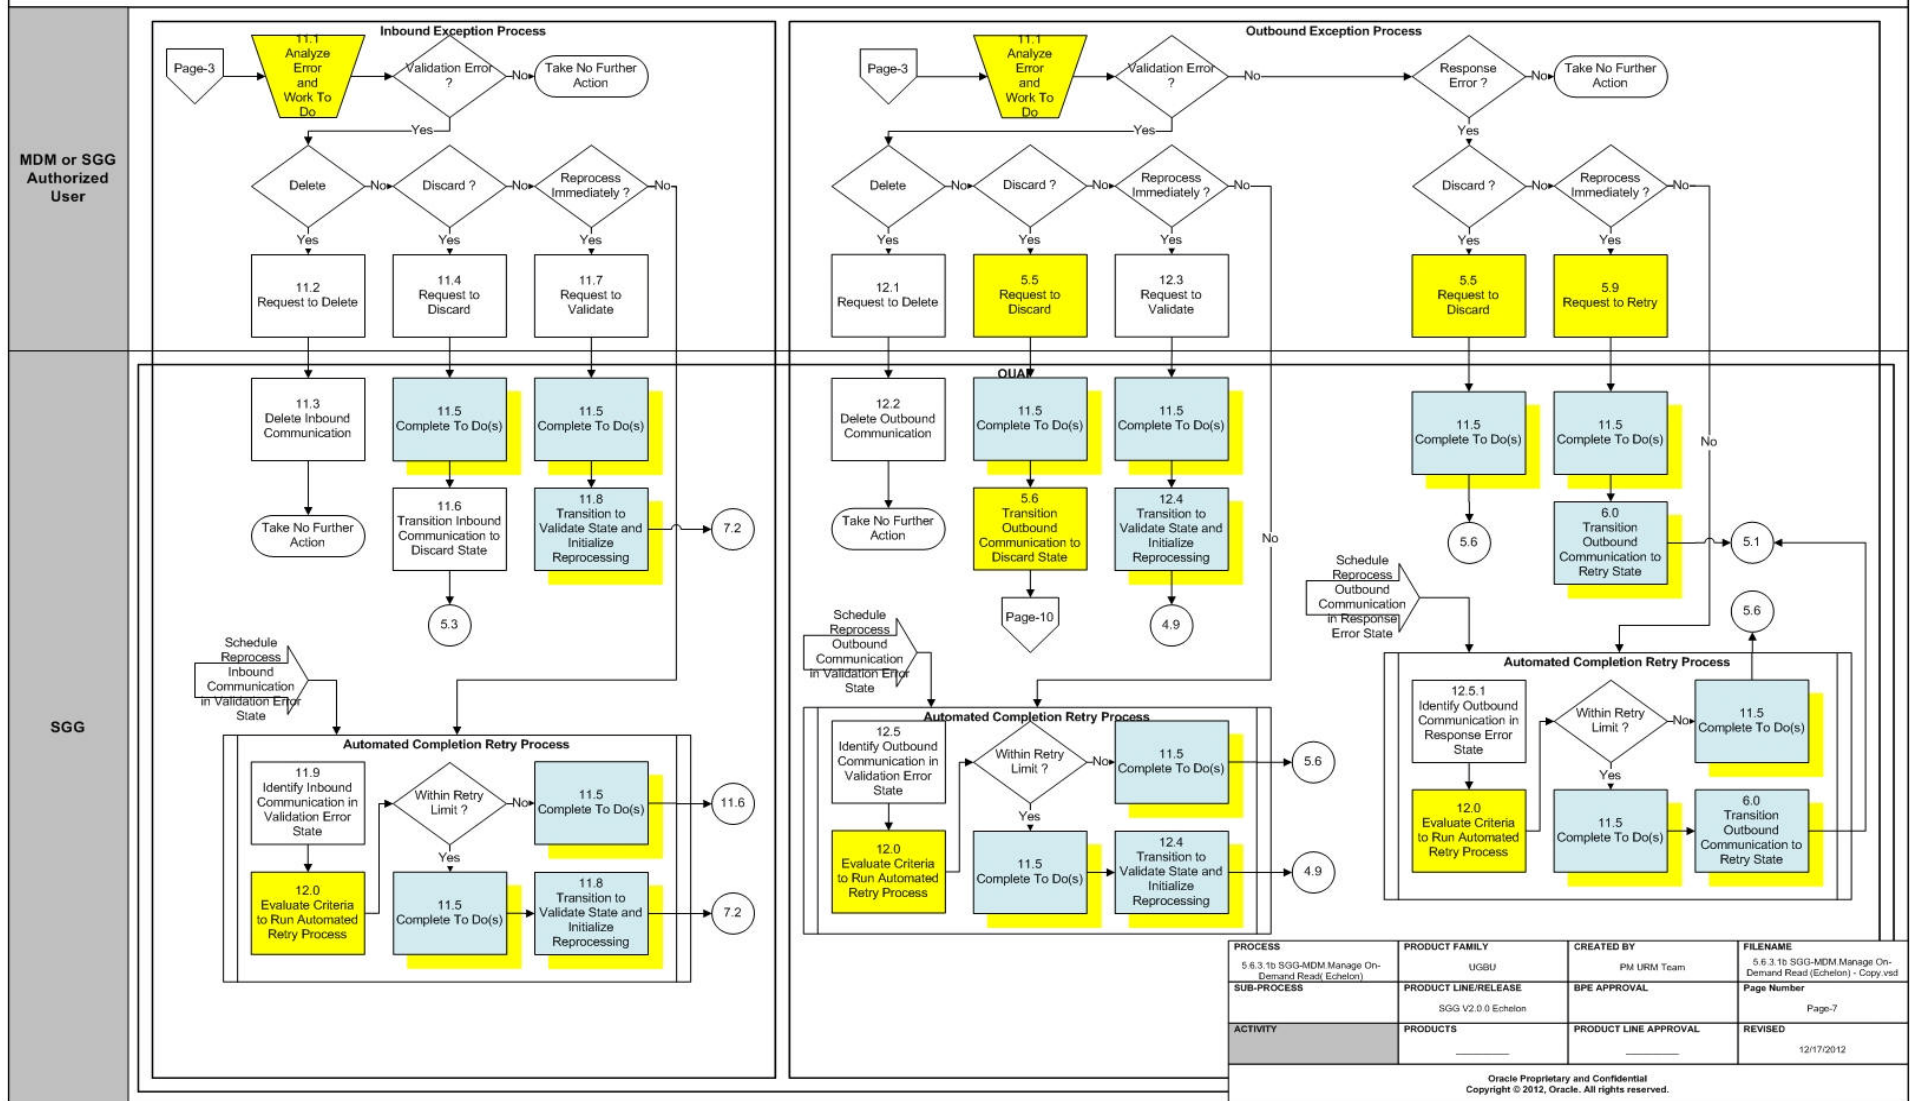 Inbound Exception Process
Page-3
11.1
Analyze
Error
and
Work To
Do
Validation Error
?
No
Take No Further
Action
Yes
Delete
No
Discard ?
No
Reprocess
Immediately ?
No
Yes
Yes
Yes
11.2
Request to Delete
11.4
Request to
Discard
11.7
Request to
Validate
Outbound Exception Process
Page-3
11.1
Analyze
Error
and
Work To
Do
Validation Error
?
No
Response
Error ?
No
Take No Further
Action
Yes
Yes
Delete
No
Discard ?
No
Reprocess
Immediately ?
No
Discard ?
No
Reprocess
Immediately ?
No
Yes
Yes
Yes
Yes
Yes
12.1
Request to Delete
5.5
Request to
Discard
12.3
Request to
Validate
5.5
Request to
Discard
5.9
Request to Retry
MDM or SGG
Authorized
User
SGG
11.3
Delete Inbound
Communication
11.5
Complete To Do(s)
11.5
Complete To Do(s)
Take No Further
Action
11.6
Transition Inbound
Communication to
Discard State
11.8
Transition to
Validate State and
Initialize
Reprocessing
7.2
5.3
Schedule
Reprocess
Inbound
Communication
in Validation Error
State
Automated Completion Retry Process
11.9
Identify Inbound
Communication in
Validation Error
State
Within Retry
Limit ?
No
11.5
Complete To Do(s)
11.6
Yes
12.0
Evaluate Criteria
to Run Automated
Retry Process
11.5
Complete To Do(s)
11.8
Transition to
Validate State and
Initialize
Reprocessing
7.2
12.2
Delete Outbound
Communication
11.5
Complete To Do(s)
11.5
Complete To Do(s)
Take No Further
Action
5.6
Transition
Outbound
Communication to
Discard State
12.4
Transition to
Validate State and
Initialize
Reprocessing
No
Page-10
4.9
Schedule
Reprocess
Outbound
Communication
in Validation Error
State
Automated Completion Retry Process
12.5
Identify Outbound
Communication in
Validation Error
State
Within Retry
Limit ?
No
11.5
Complete To Do(s)
5.6
Yes
12.0
Evaluate Criteria
to Run Automated
Retry Process
11.5
Complete To Do(s)
12.4
Transition to
Validate State and
Initialize
Reprocessing
4.9
11.5
Complete To Do(s)
11.5
Complete To Do(s)
No
5.6
6.0
Transition
Outbound
Communication to
Retry State
5.1
Schedule
Reprocess
Outbound
Communication
in Response
Error State
5.6
Automated Completion Retry Process
12.5.1
Identify Outbound
Communication in
Response Error
State
Within Retry
Limit ?
No
11.5
Complete To Do(s)
Yes
12.0
Evaluate Criteria
to Run Automated
Retry Process
11.5
Complete To Do(s)
6.0
Transition
Outbound
Communication to
Retry State
PROCESS
5.6.3.1b SGG-MDM.Manage On-
Demand Read( Echelon)
PRODUCT FAMILY
UGBU
CREATED BY
PM URM Team
FILENAME
5.6.3.1b SGG-MDM.Manage On-
Demand Read (Echelon) - Copy.vsd
SUB-PROCESS
PRODUCT LINE/RELEASE
SGG V2.0.0 Echelon
BPE APPROVAL
Page Number
Page-7
ACTIVITY
PRODUCTS
PRODUCT LINE APPROVAL
REVISED
12/17/2012
Oracle Proprietary and Confidential
Copyright © 2012, Oracle. All rights reserved.